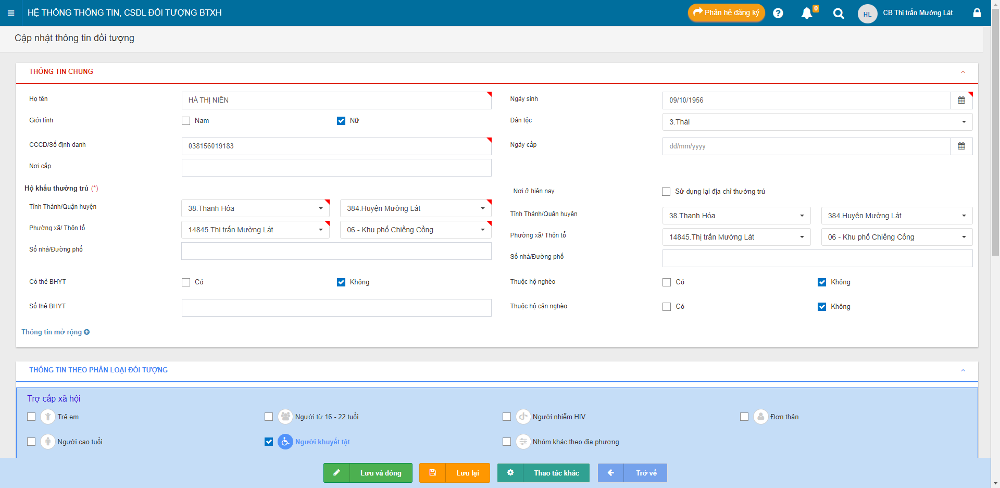 HỆ THỐNG THÔNG TIN, CSDL ĐỐI TƯỢNG BTXH
Phân hệ đăng ký
0
HL
CB Thị trấn Mường Lát
Cập nhật thông tin đối tượng
THÔNG TIN CHUNG
Họ tên
HÀ THỊ NIÊN
Ngày sinh
09/10/1956
Giới tính
Nam
Nữ
Dân tộc
3.Thái
CCCD/Số định danh
038156019183
Ngày cấp
dd/mm/yyyy
Nơi cấp
Hộ khẩu thường trú (*)
Nơi ở hiện nay
Sử dụng lại địa chỉ thường trú
Tỉnh Thành/Quận huyện
38.Thanh Hóa
384.Huyện Mường Lát
Tỉnh Thành/Quận huyện
38.Thanh Hóa
384.Huyện Mường Lát
Phường xã/ Thôn tổ
14845.Thị trấn Mường Lát
06 - Khu phố Chiềng Cồng
Phường xã/ Thôn tổ
14845.Thị trấn Mường Lát
06 - Khu phố Chiềng Cồng
Số nhà/Đường phố
Số nhà/Đường phố
Có thẻ BHYT
Có
Không
Thuộc hộ nghèo
Có
Không
Số thẻ BHYT
Thuộc hộ cận nghèo
Có
Không
Thông tin mở rộng
THÔNG TIN THEO PHÂN LOẠI ĐỐI TƯỢNG
Trợ cấp xã hội
Trẻ em
Người từ 16 - 22 tuổi
Người nhiễm HIV
Đơn thân
Người cao tuổi
Người khuyết tật
Nhóm khác theo địa phương
Lưu và đóng
Lưu lại
Thao tác khác
Trở về